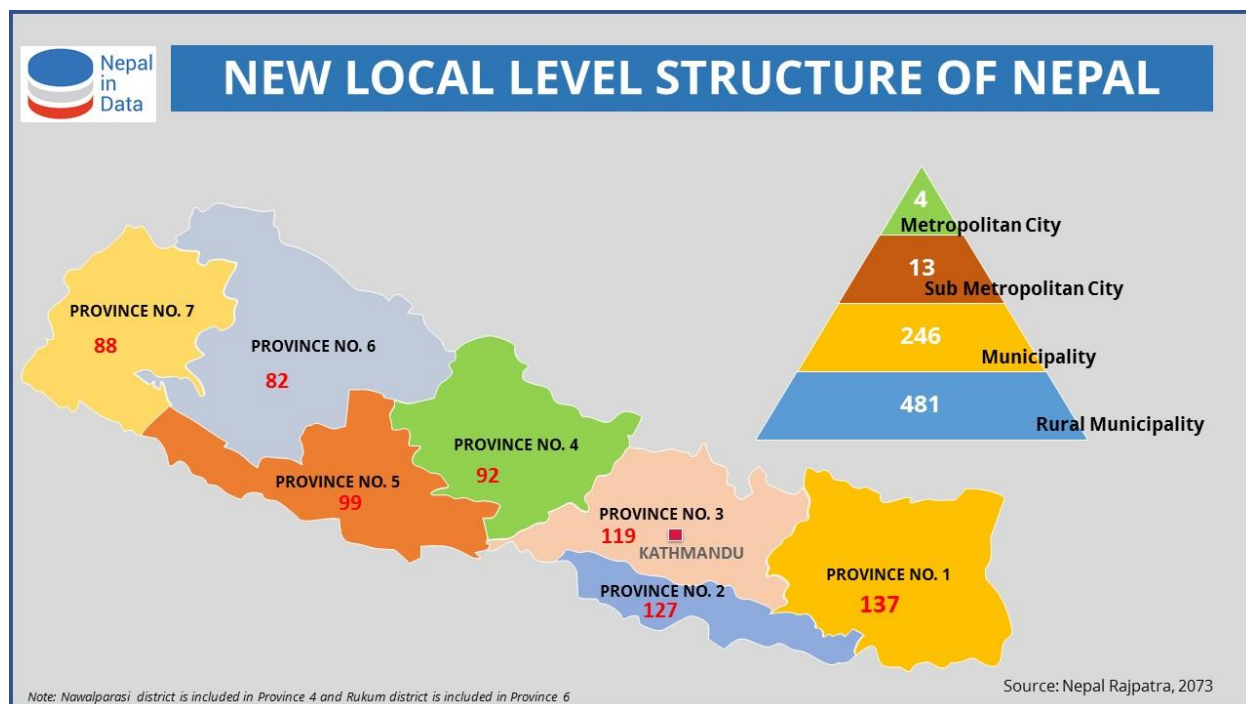 Nepal
in
Data
NEW LOCAL LEVEL STRUCTURE OF NEPAL
4
Metropolitan City
13
Sub Metropolitan City
246
Municipality
481
Rural Municipality
PROVINCE NO. 7
88
PROVINCE NO. 6
82
PROVINCE NO. 4
92
PROVINCE NO. 5
99
PROVINCE NO. 3
119
KATHMANDU
PROVINCE NO. 2
127
PROVINCE NO. 1
137
Note: Nawalparasi district is included in Province 4 and Rukum district is included in Province 6
Source: Nepal Rajpatra, 2073